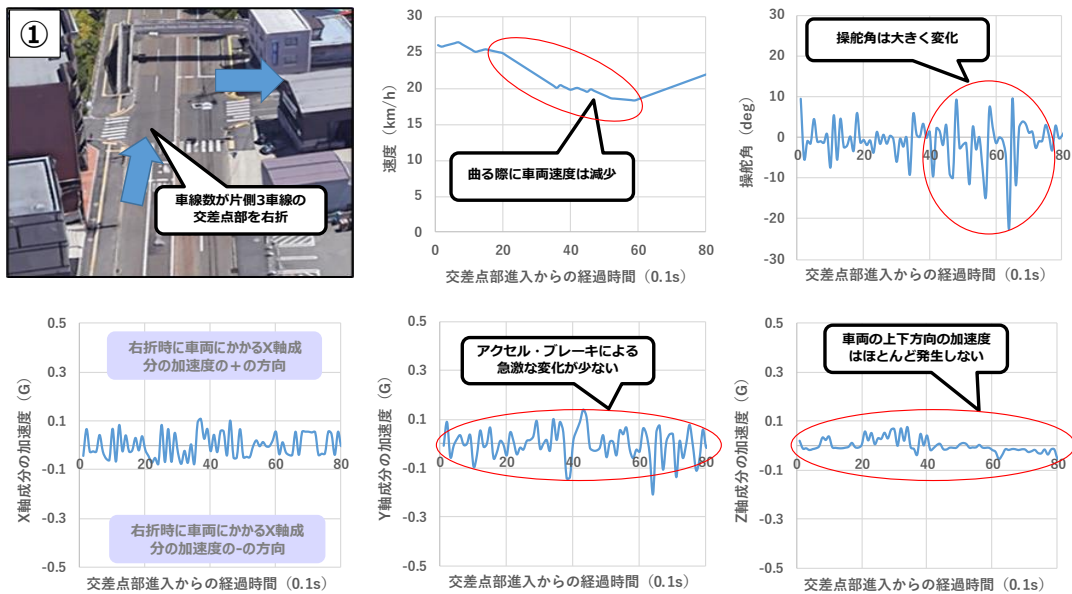 ①
車線数が片側3車線の
交差点部を右折
速度（km/h）
30
25
20
15
10
5
0
曲る際に車両速度は減少
0 20 40 60 80
交差点部進入からの経過時間（0.1s）
操舵角（deg）
30
20
10
0
-10
-20
-30
操舵角は大きく変化
0 20 40 60 80
交差点部進入からの経過時間（0.1s）
X軸成分の加速度（G）
0.5
0.3
0.1
-0.1
-0.3
-0.5
右折時に車両にかかるX軸成
分の加速度の＋の方向
0 20 40 60 80
右折時に車両にかかるX軸成
分の加速度の-の方向
交差点部進入からの経過時間（0.1s）
Y軸成分の加速度（G）
0.5
0.3
0.1
-0.1
-0.3
-0.5
アクセル・ブレーキによる
急激な変化が少ない
0 20 40 60 80
交差点部進入からの経過時間（0.1s）
Z軸成分の加速度（G）
0.5
0.3
0.1
-0.1
-0.3
-0.5
車両の上下方向の加速度
はほとんど発生しない
0 20 40 60 80
交差点部進入からの経過時間（0.1s）